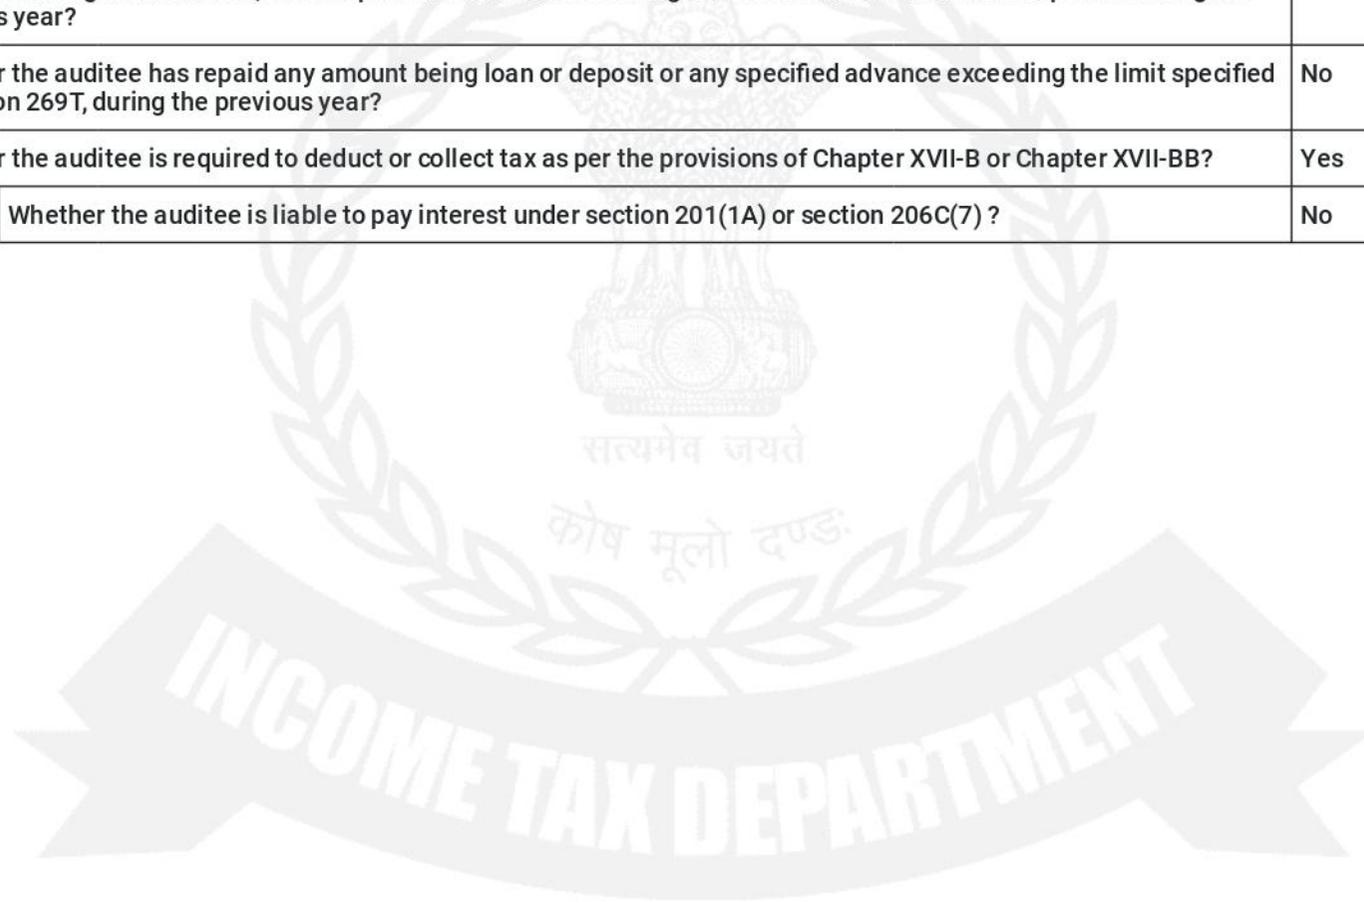 s year?
r the auditee has repaid any amount being loan or deposit or any specified advance exceeding the limit specified No
on 269T, during the previous year?
r the auditee is required to deduct or collect tax as per the provisions of Chapter XVII-B or Chapter XVII-BB? Yes
Whether the auditee is liable to pay interest under section 201(1A) or section 206C(7) ? No
सत्यमेव जयते
कोष मूलो दण्डः
INCOME TAX DEPARTMENT